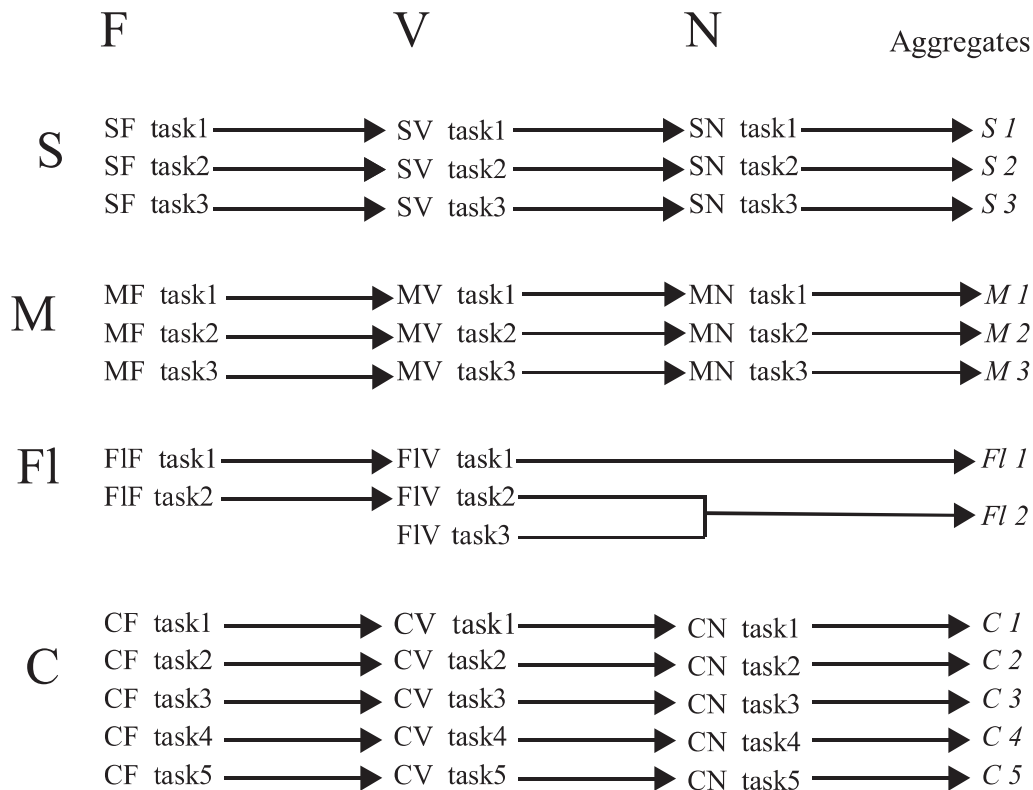 F V N Aggregates
S
SF task1 SV task1 SN task1 S 1
SF task2 SV task2 SN task2 S 2
SF task3 SV task3 SN task3 S 3
M
MF task1 MV task1 MN task1 M 1
MF task2 MV task2 MN task2 M 2
MF task3 MV task3 MN task3 M 3
Fl
FlF task1 FlV task1 Fl 1
FlF task2 FlV task2 Fl 2
FlV task3
C
CF task1 CV task1 CN task1 C 1
CF task2 CV task2 CN task2 C 2
CF task3 CV task3 CN task3 C 3
CF task4 CV task4 CN task4 C 4
CF task5 CV task5 CN task5 C 5